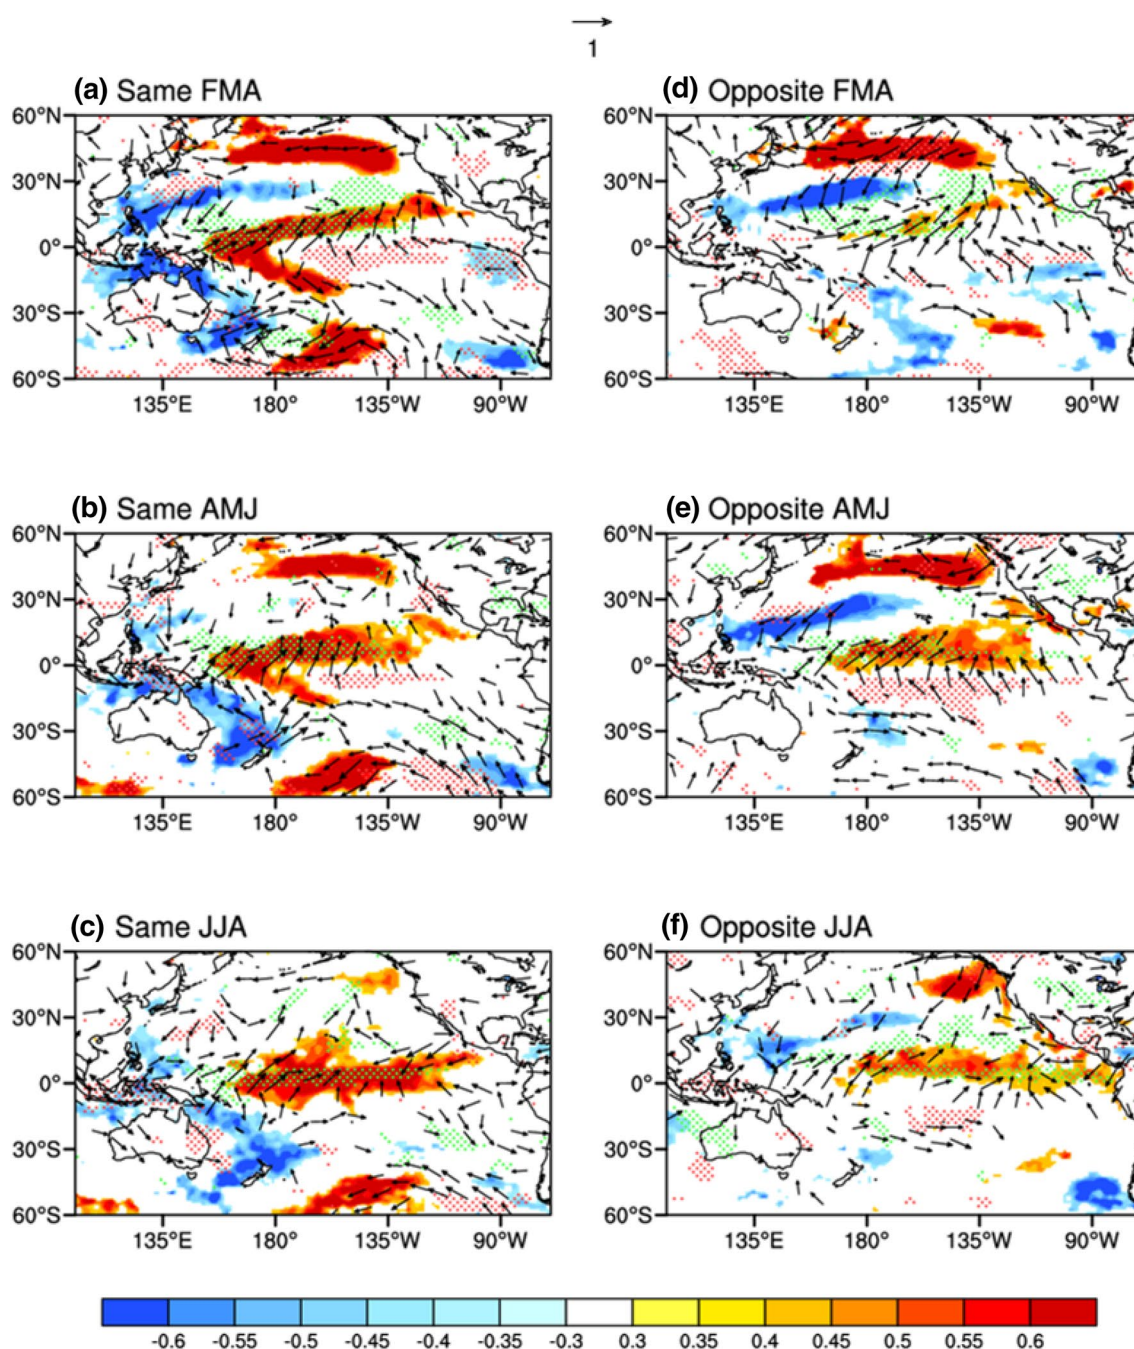 1
(a) Same FMA
(d) Opposite FMA
60°N
30°N
0°
30°S
60°S
135°E 180° 135°W 90°W
60°N
30°N
0°
30°S
60°S
135°E 180° 135°W 90°W
(b) Same AMJ
(e) Opposite AMJ
60°N
30°N
0°
30°S
60°S
135°E 180° 135°W 90°W
60°N
30°N
0°
30°S
60°S
135°E 180° 135°W 90°W
(c) Same JJA
(f) Opposite JJA
60°N
30°N
0°
30°S
60°S
135°E 180° 135°W 90°W
60°N
30°N
0°
30°S
60°S
135°E 180° 135°W 90°W
-0.6 -0.55 -0.5 -0.45 -0.4 -0.35 -0.3 0.3 0.35 0.4 0.45 0.5 0.55 0.6